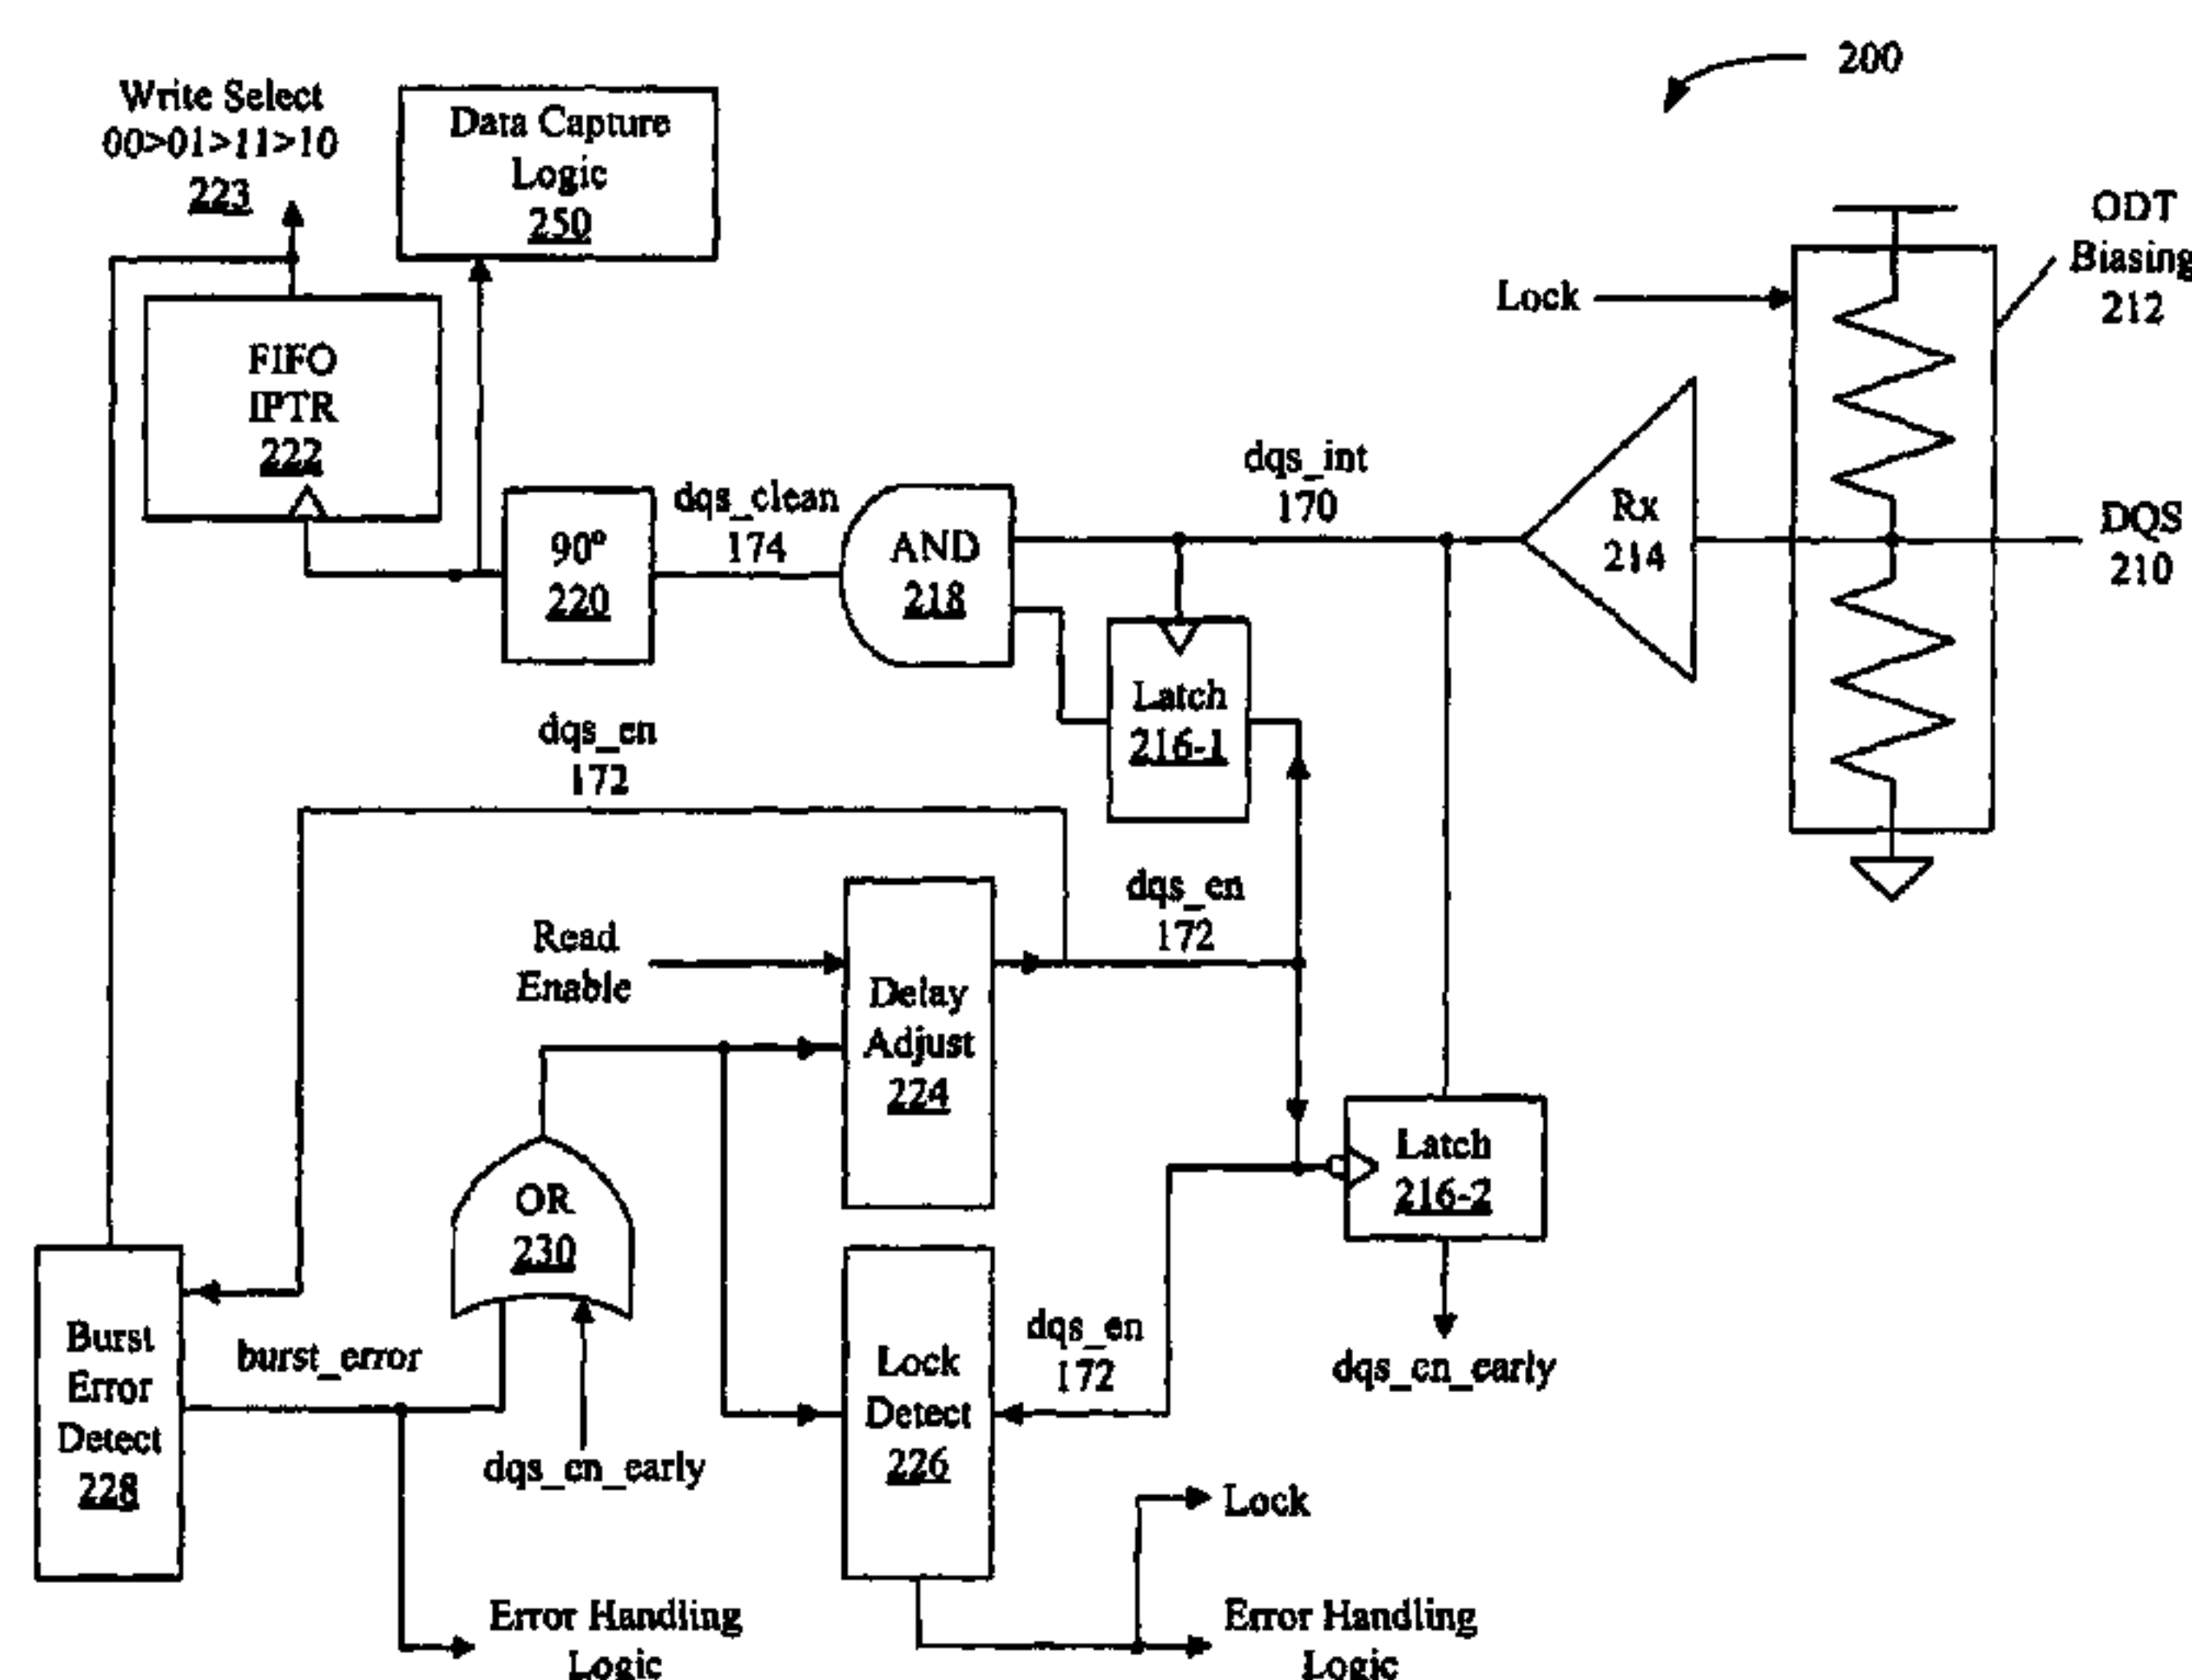 200
Write Select
00>01>11>10
223
Data Capture
Logic
250
ODT
Biasing
212
Lock
FIFO
IPTR
222
dqs_int
170
Rx
214
DQS
210
dqs_clean
174
90°
220
AND
218
Latch
216-1
dqs_en
172
dqs_en
172
Read
Enable
Delay
Adjust
224
Latch
216-2
OR
230
dqs_en
172
dqs_en_early
Burst
Error
Detect
228
burst_error
Lock
Detect
226
dqs_en_early
Lock
Error Handling
Logic
Error Handling
Logic